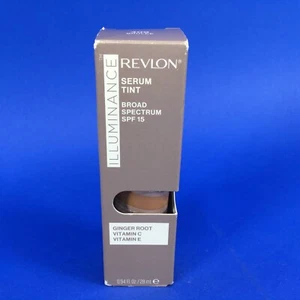 ILLUMINANCE
REVLON®
SERUM
TINT
BROAD
SPECTRUM
SPF 15
GINGER ROOT
VITAMIN C
VITAMIN E